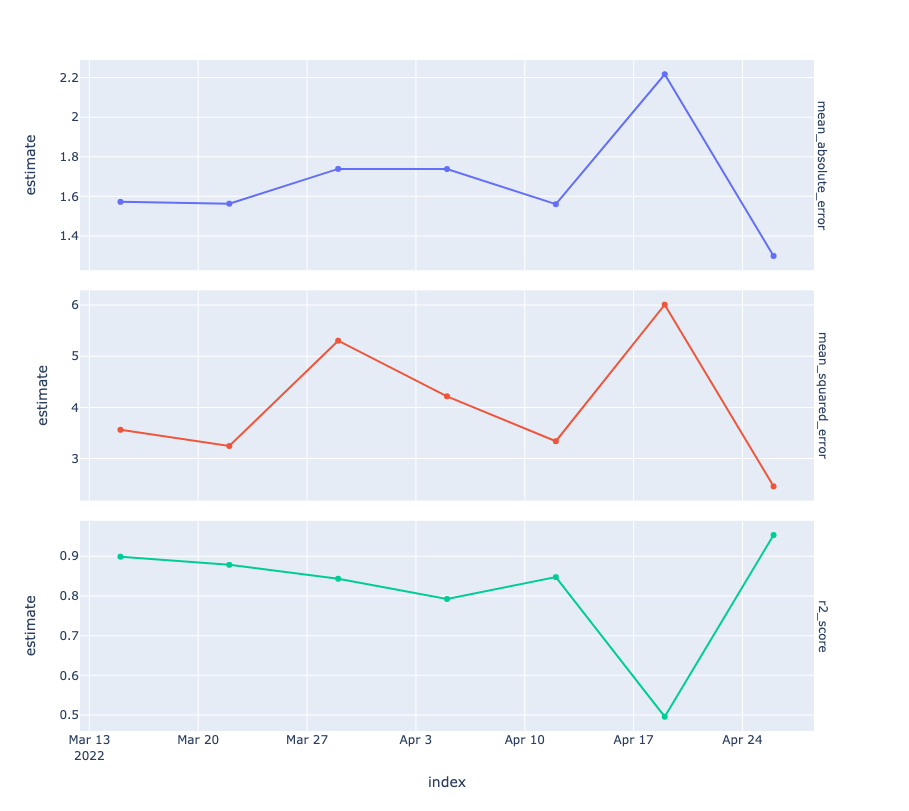 2.2
2
1.8
1.6
1.4
estimate
mean_absolute_error
6
5
4
3
estimate
mean_squared_error
0.9
0.8
0.7
0.6
0.5
estimate
r2_score
Mar 13 Mar 20 Mar 27 Apr 3 Apr 10 Apr 17 Apr 24
2022
index